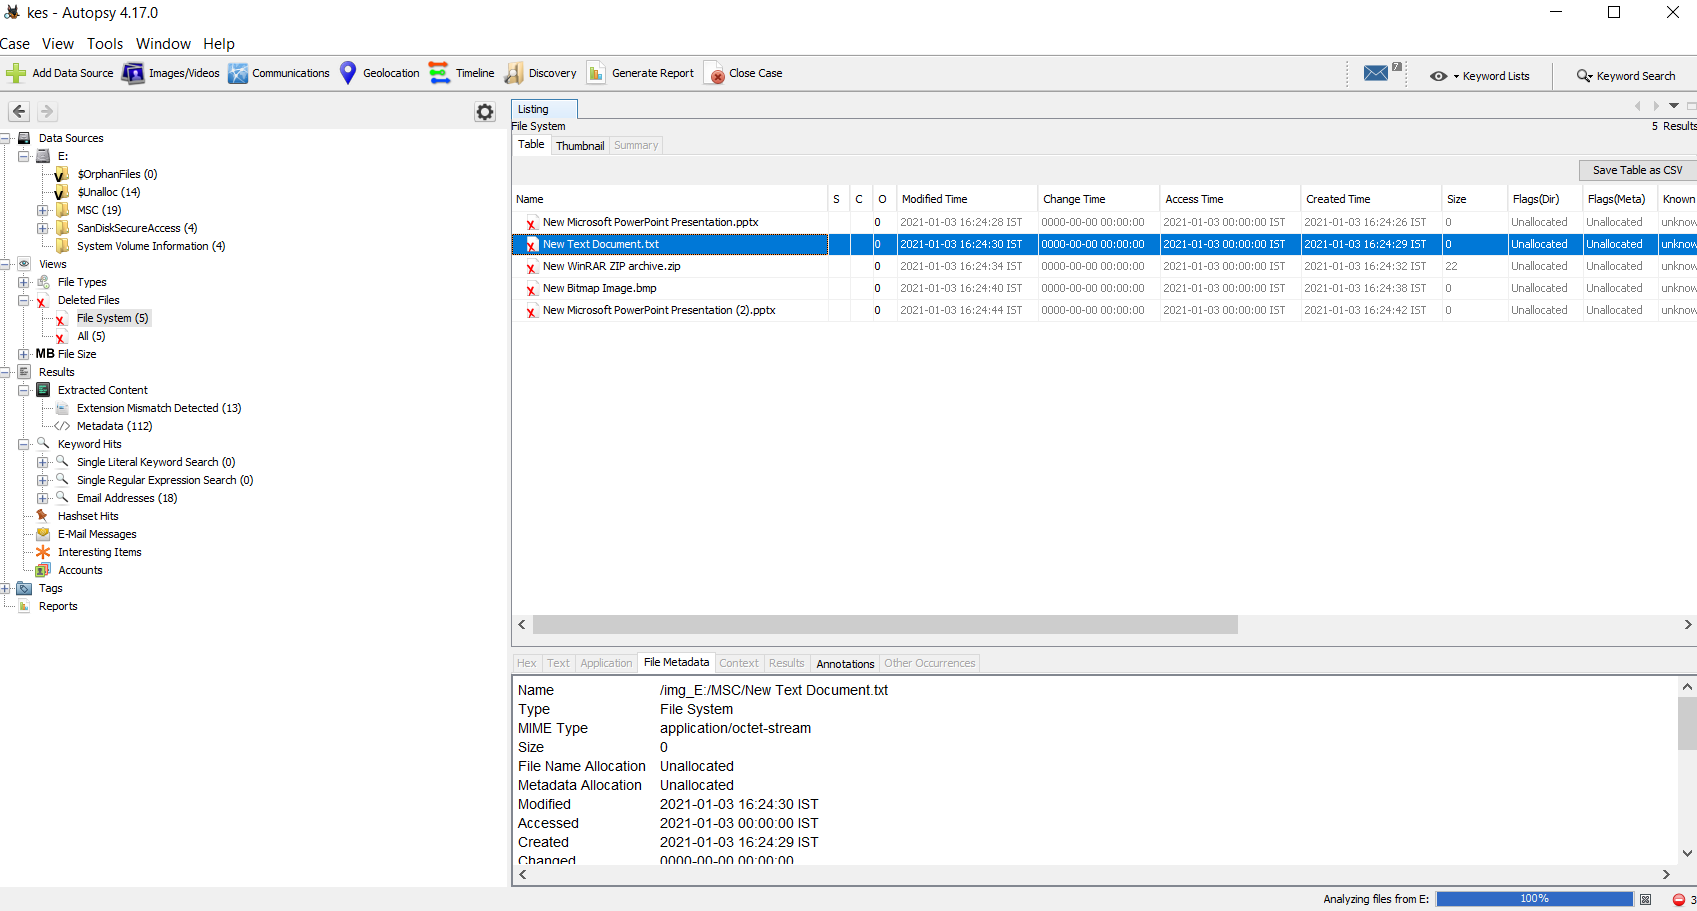 kes - Autopsy 4.17.0
Case View Tools Window Help
Add Data Source Images/Videos Communications Geolocation Timeline Discovery Generate Report Close Case 7 Keyword Lists Keyword Search
Data Sources
E:
$OrphanFiles (0)
$Unalloc (14)
MSC (19)
SanDiskSecureAccess (4)
System Volume Information (4)
Views
File Types
Deleted Files
File System (5)
All (5)
MB File Size
Results
Extracted Content
Extension Mismatch Detected (13)
Metadata (112)
Keyword Hits
Single Literal Keyword Search (0)
Single Regular Expression Search (0)
Email Addresses (18)
Hashset Hits
E-Mail Messages
Interesting Items
Accounts
Tags
Reports
Listing
File System 5 Results
Table Thumbnail Summary
Save Table as CSV
Name S C O Modified Time Change Time Access Time Created Time Size Flags(Dir) Flags(Meta) Known
New Microsoft PowerPoint Presentation.pptx 0 2021-01-03 16:24:28 IST 0000-00-00 00:00:00 2021-01-03 00:00:00 IST 2021-01-03 16:24:26 IST 0 Unallocated Unallocated unknow
New Text Document.txt 0 2021-01-03 16:24:30 IST 0000-00-00 00:00:00 2021-01-03 00:00:00 IST 2021-01-03 16:24:29 IST 0 Unallocated Unallocated unknow
New WinRAR ZIP archive.zip 0 2021-01-03 16:24:34 IST 0000-00-00 00:00:00 2021-01-03 00:00:00 IST 2021-01-03 16:24:32 IST 22 Unallocated Unallocated unknow
New Bitmap Image.bmp 0 2021-01-03 16:24:40 IST 0000-00-00 00:00:00 2021-01-03 00:00:00 IST 2021-01-03 16:24:38 IST 0 Unallocated Unallocated unknow
New Microsoft PowerPoint Presentation (2).pptx 0 2021-01-03 16:24:44 IST 0000-00-00 00:00:00 2021-01-03 00:00:00 IST 2021-01-03 16:24:42 IST 0 Unallocated Unallocated unknow
Hex Text Application File Metadata Context Results Annotations Other Occurrences
Name /img_E:/MSC/New Text Document.txt
Type File System
MIME Type application/octet-stream
Size 0
File Name Allocation Unallocated
Metadata Allocation Unallocated
Modified 2021-01-03 16:24:30 IST
Accessed 2021-01-03 00:00:00 IST
Created 2021-01-03 16:24:29 IST
Changed 0000-00-00 00:00:00
Analyzing files from E: 100% 3